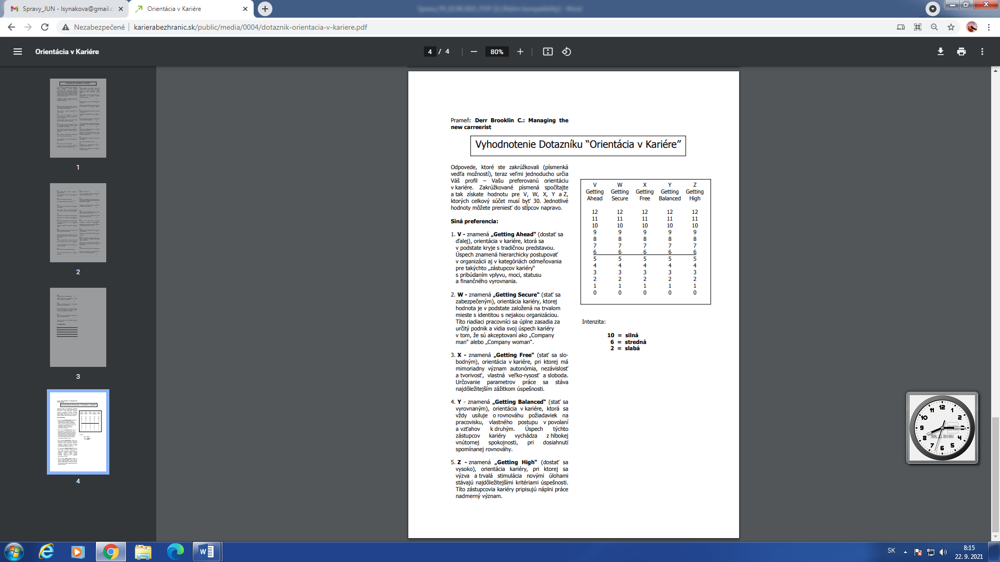 Spravy_JUN - lsynakova@gmail.c
Orientácia v Kariére
Nezabezpečené
karierabezhranic.sk/public/media/0004/dotaznik-orientacia-v-kariere.pdf
Orientácia v Kariére
4 / 4
80%
1
2
3
4
Prameň: Derr Brooklin C.: Managing the
new carreerist
Vyhodnotenie Dotazníku “Orientácia v Kariére”
Odpovede, ktoré ste zakrúžkovali (písmenká
vedľa možností), teraz veľmi jednoducho určia
Váš profil – Vašu preferovanú orientáciu
v kariére. Zakrúžkované písmená spočítajte
a tak získate hodnotu pre V, W, X, Y a Z,
ktorých celkový súčet musí byť 30. Jednotlivé
hodnoty môžete preniesť do stĺpcov napravo.
Siná preferencia:
1. V - znamená „Getting Ahead“ (dostať sa
ďalej), orientácia v kariére, ktorá sa
v podstate kryje s tradičnou predstavou.
Úspech znamená hierarchicky postupovať
v organizácii aj v kategóriách odmeňovania
pre takýchto „zástupcov kariéry“
s pribúdaním vplyvu, moci, statusu
a finančného vyrovnania.
2. W - znamená „Getting Secure“ (stať sa
zabezpečeným), orientácia kariéry, ktorej
hodnota je v podstate založená na trvalom
mieste s identitou s nejakou organizáciou.
Títo riadiaci pracovníci sa úplne zasadia za
určitý podnik a vidia svoj úspech kariéry
v tom, že sú akceptovaní ako „Company
man“ alebo „Company woman“.
3. X - znamená „Getting Free“ (stať sa slo-
bodným), orientácia v kariére, pri ktorej má
mimoriadny význam autonómia, nezávislosť
a tvorivosť, vlastná veľko-rysosť a sloboda.
Určovanie parametrov práce sa stáva
najdôležitejším zážitkom úspešnosti.
4. Y - znamená „Getting Balanced“ (stať sa
vyrovnaným), orientácia v kariére, ktorá sa
vždy usiluje o rovnováhu požiadaviek na
pracovisku, vlastného postupu v povolaní
a vzťahov k druhým. Úspech týchto
zástupcov kariéry vychádza z hlbokej
vnútornej spokojnosti, pri dosiahnutí
spomínanej rovnováhy.
5. Z - znamená „Getting High“ (dostať sa
vysoko), orientácia kariéry, pri ktorej sa
výzva a trvalá stimulácia novými úlohami
stávajú najdôležitejšími kritériami úspešnosti.
Títo zástupcovia kariéry pripisujú náplni práce
nadmerný význam.
V W X Y Z
Getting Getting Getting Getting Getting
Ahead Secure Free Balanced High
12 12 12 12 12
11 11 11 11 11
10 10 10 10 10
9 9 9 9 9
8 8 8 8 8
7 7 7 7 7
6 6 6 6 6
5 5 5 5 5
4 4 4 4 4
3 3 3 3 3
2 2 2 2 2
1 1 1 1 1
0 0 0 0 0
Intenzita:
10 = silná
6 = stredná
2 = slabá
12
1
2
3
4
5
6
7
8
9
10
11
SK
8:15
22. 9. 2021